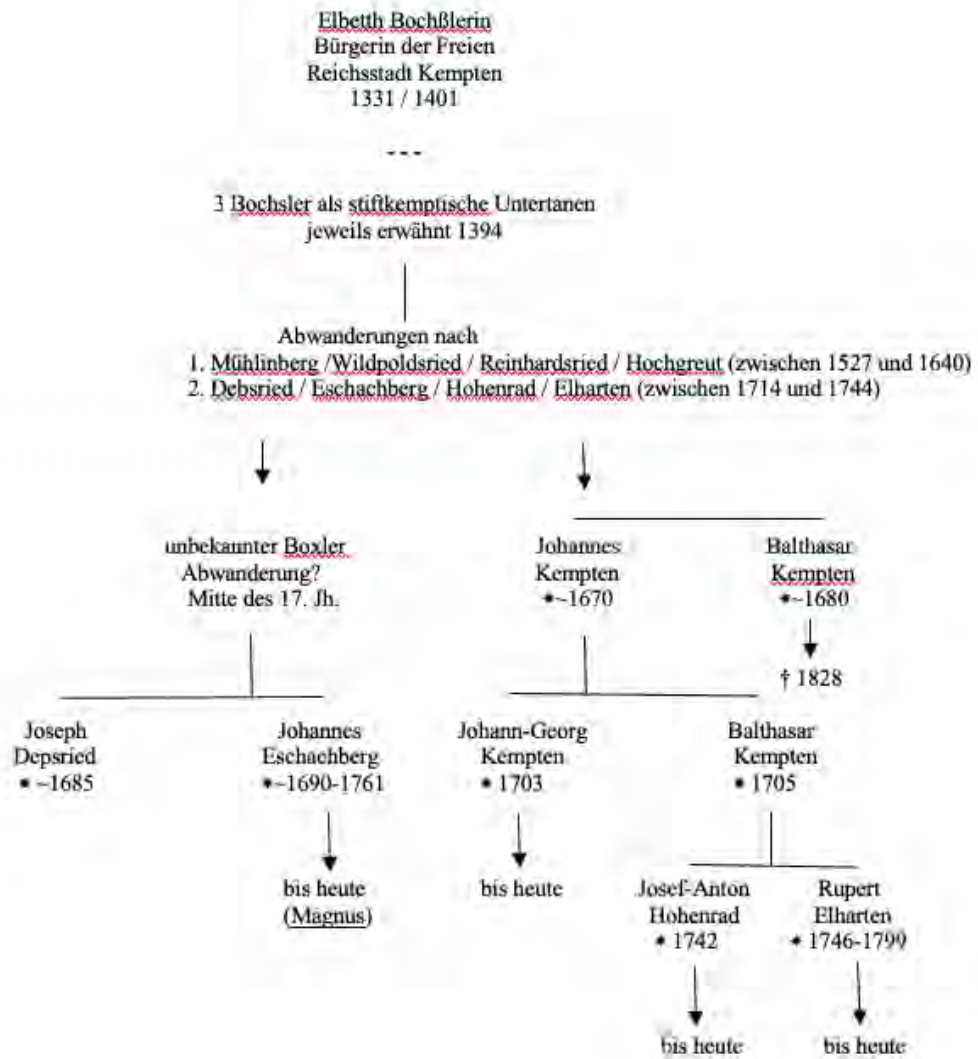 Elbetth Bochßlerin
Bürgerin der Freien
Reichsstadt Kempten
1331 / 1401
- - -
3 Bochsler als stiftkemptische Untertanen
jeweils erwähnt 1394
Abwanderungen nach
1. Mühlinberg /Wildpoldsried / Reinhardsried / Hochgreut (zwischen 1527 und 1640)
2. Debsried / Eschachberg / Hohenrad / Elharten (zwischen 1714 und 1744)
unbekannter Boxler
Abwanderung?
Mitte des 17. Jh.
Johannes
Kempten
*~1670
Balthasar
Kempten
*~1680
† 1828
Joseph
Depsried
* ~1685
Johannes
Eschachberg
*~1690-1761
Johann-Georg
Kempten
* 1703
Balthasar
Kempten
* 1705
bis heute
(Magnus)
bis heute
Josef-Anton
Hohenrad
* 1742
Rupert
Elharten
* 1746-1799
bis heute
bis heute